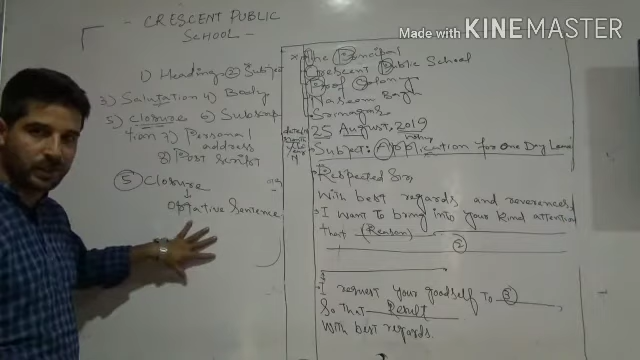 CRESCENT PUBLIC
SCHOOL
1) Heading 2) Subject
3) Salutation 4) Body
5) closure 6) Subscrip
tion 7) Personal
address
8) Post script
5 Closure
Optative Sentence
Made with KINEMASTER
The Principal
Crescent Public School
Colony
Naseem Bagh
Srinagar
25 August, 2019
Subject: Application for One Day Leave
Respected Sir,
With best regards and reverences
I want to bring into your kind attention
that (Reason)
2
I request your goodself to 3
So that Result
With best regards.